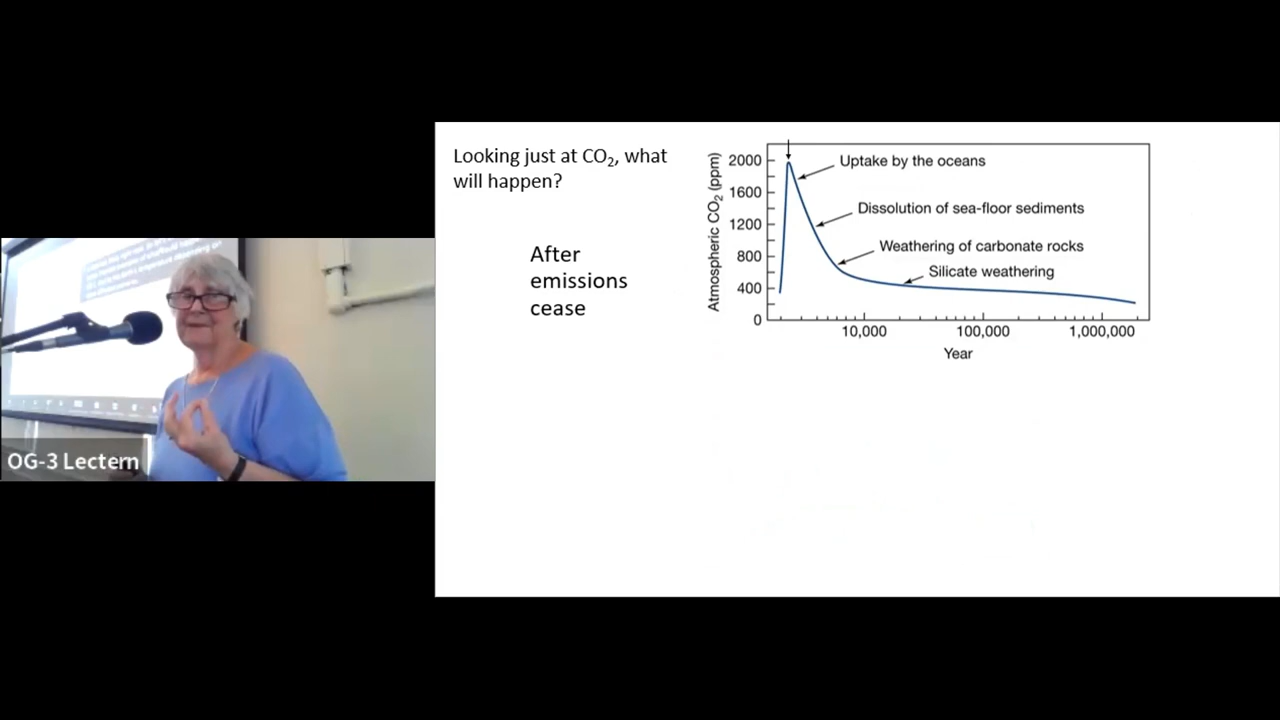 Looking just at CO₂, what
will happen?
After
emissions
cease
Atmospheric CO₂ (ppm)
2000
1600
1200
800
400
0
Uptake by the oceans
Dissolution of sea-floor sediments
Weathering of carbonate rocks
Silicate weathering
10,000
100,000
1,000,000
Year
OG-3 Lectern